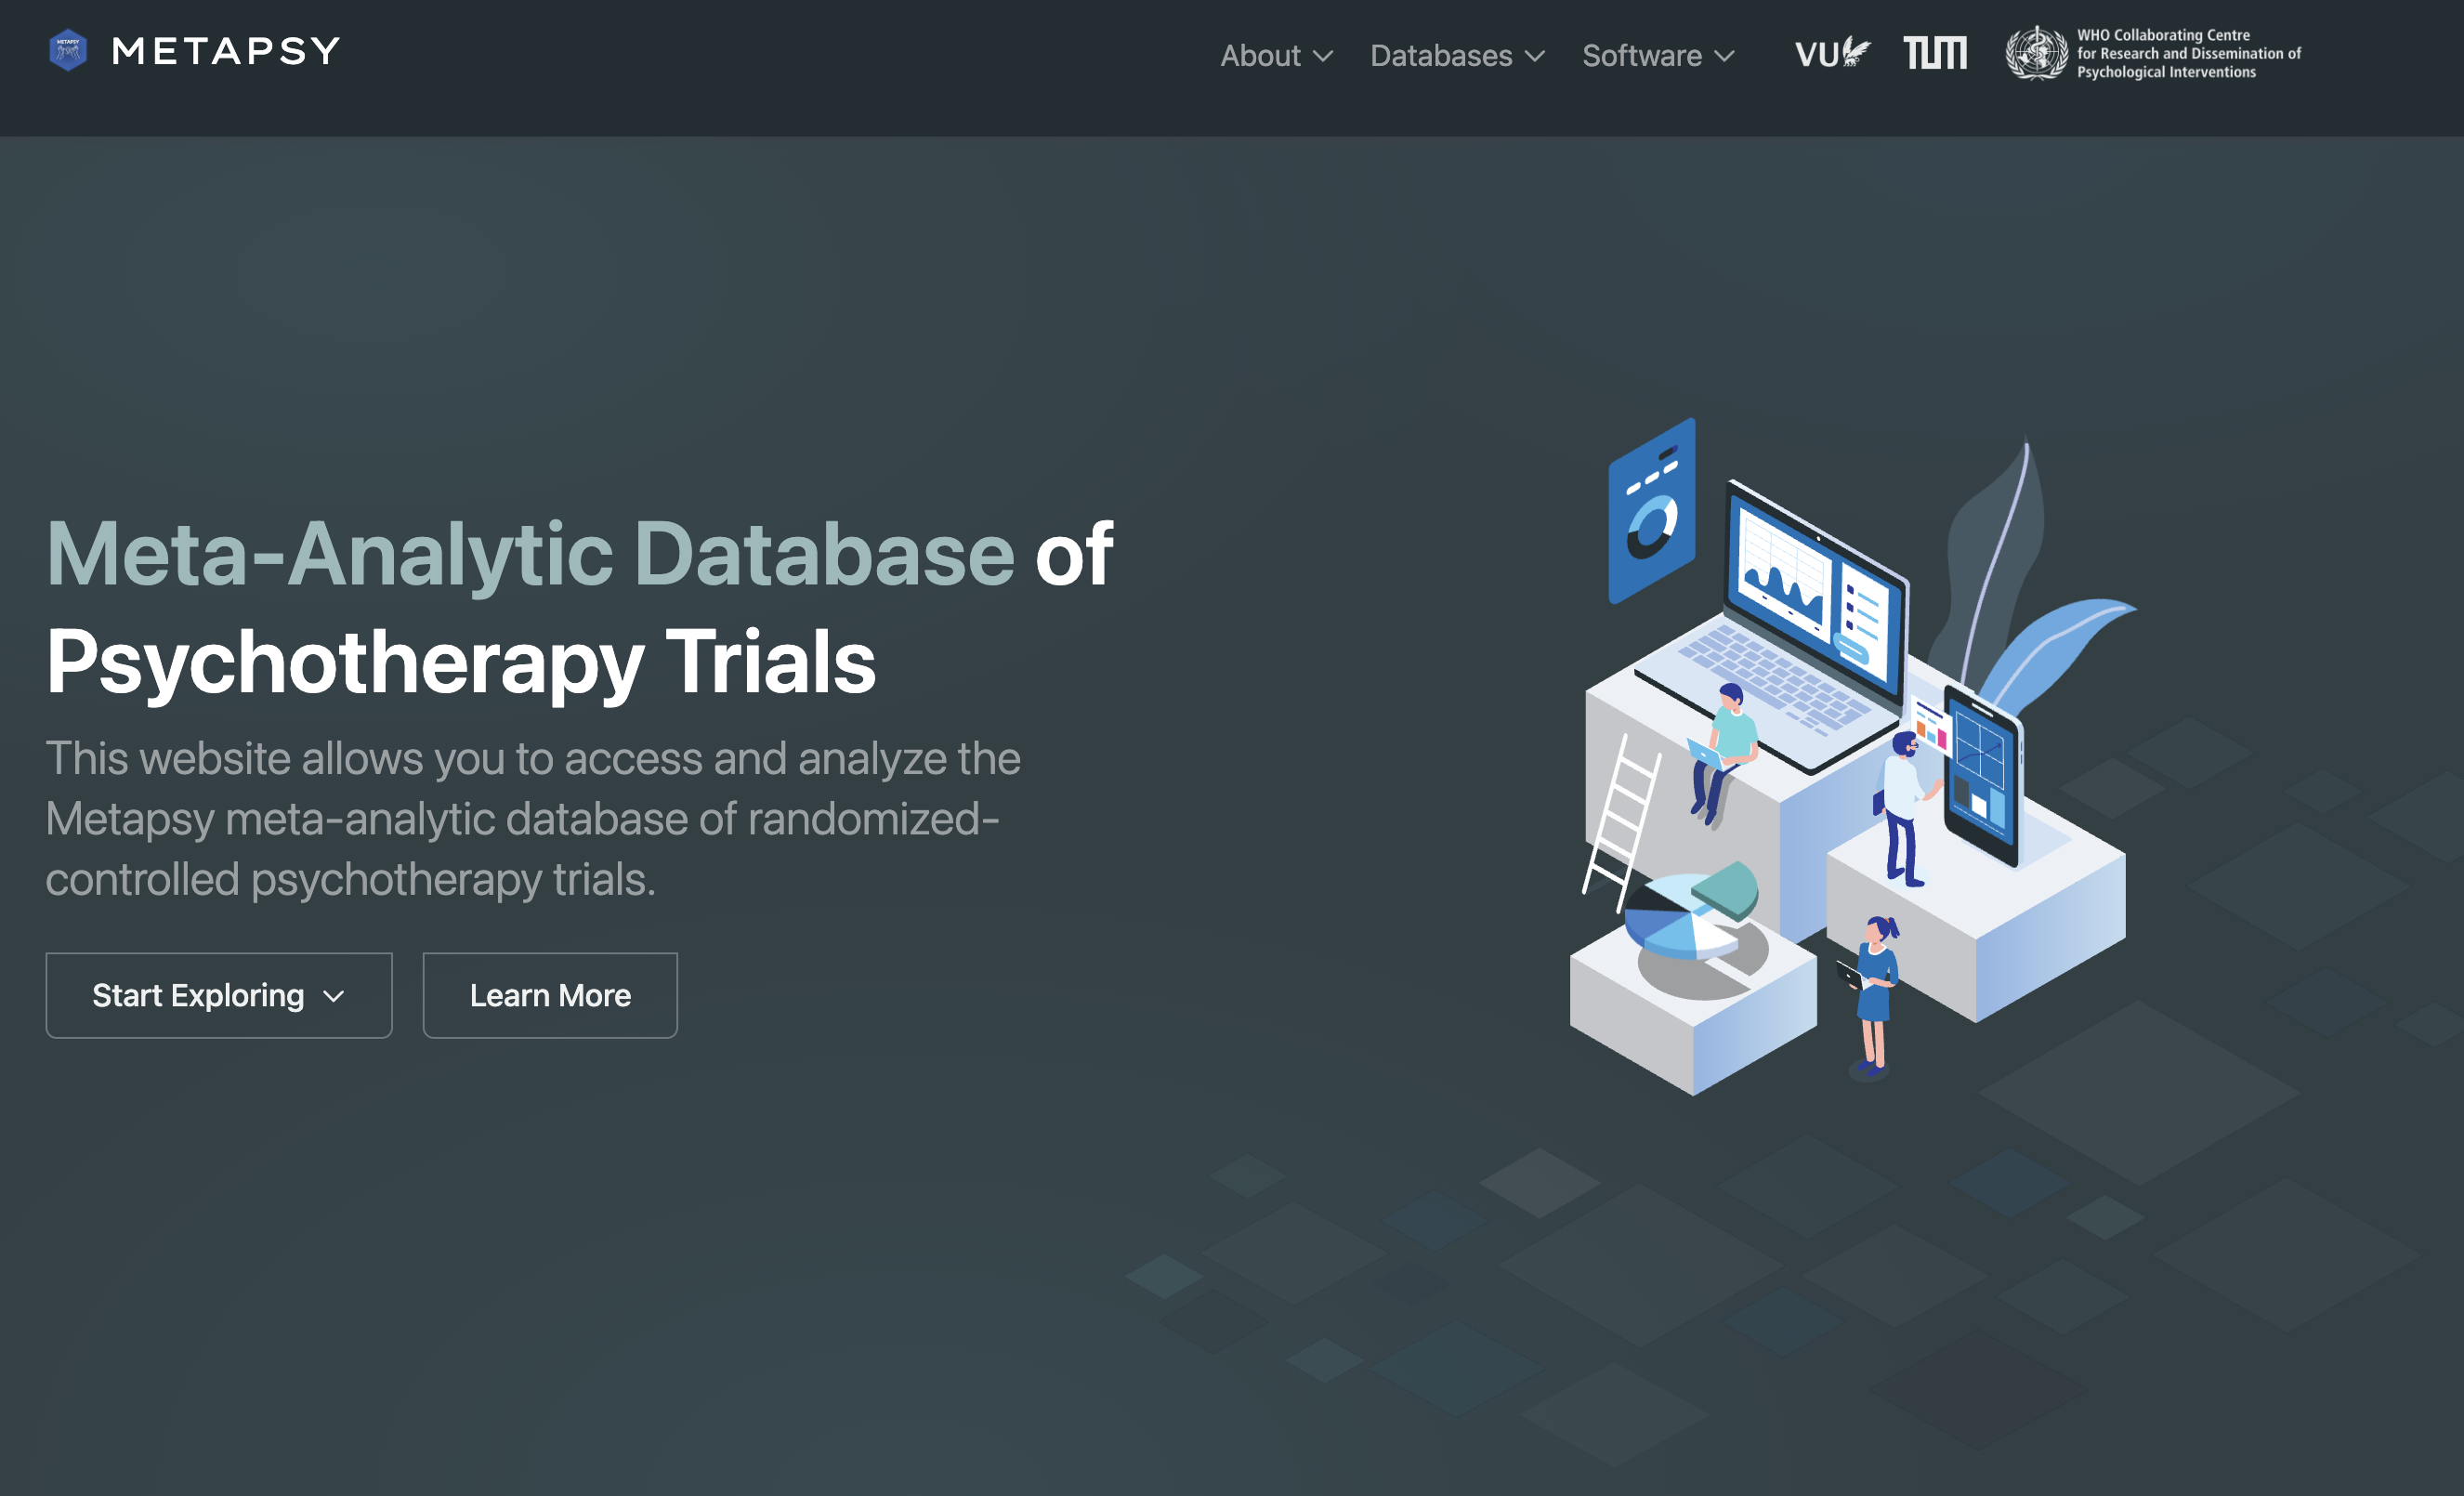 METAPSY
METAPSY
About
Databases
Software
VU
TUM
WHO Collaborating Centre
for Research and Dissemination of
Psychological Interventions
Meta-Analytic Database of
Psychotherapy Trials
This website allows you to access and analyze the
Metapsy meta-analytic database of randomized-
controlled psychotherapy trials.
Start Exploring
Learn More